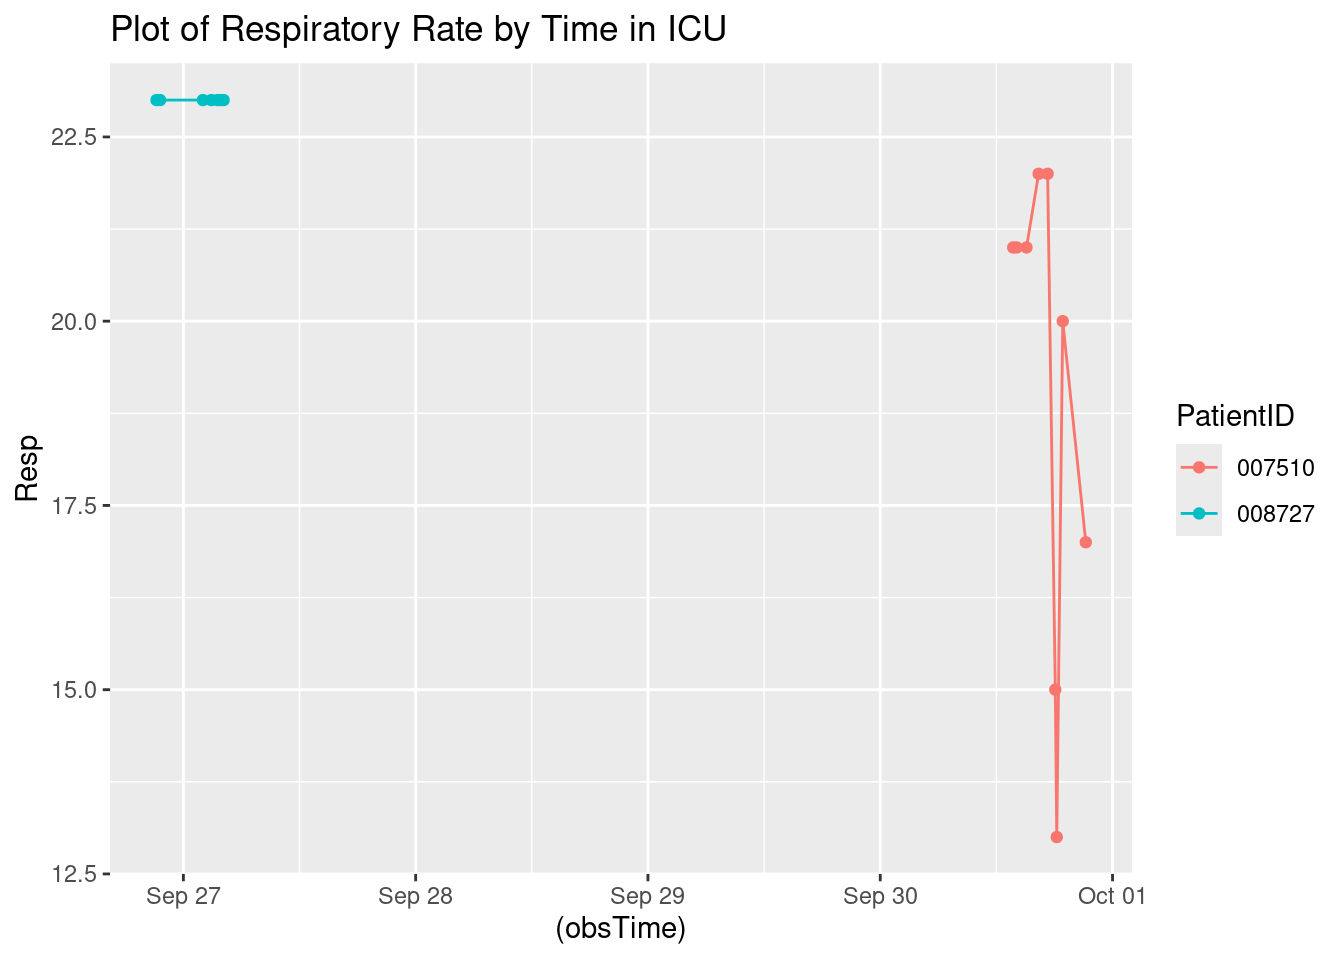 Plot of Respiratory Rate by Time in ICU
22.5
20.0
17.5
15.0
12.5
Resp
Sep 27
Sep 28
Sep 29
Sep 30
Oct 01
(obsTime)
PatientID
007510
008727